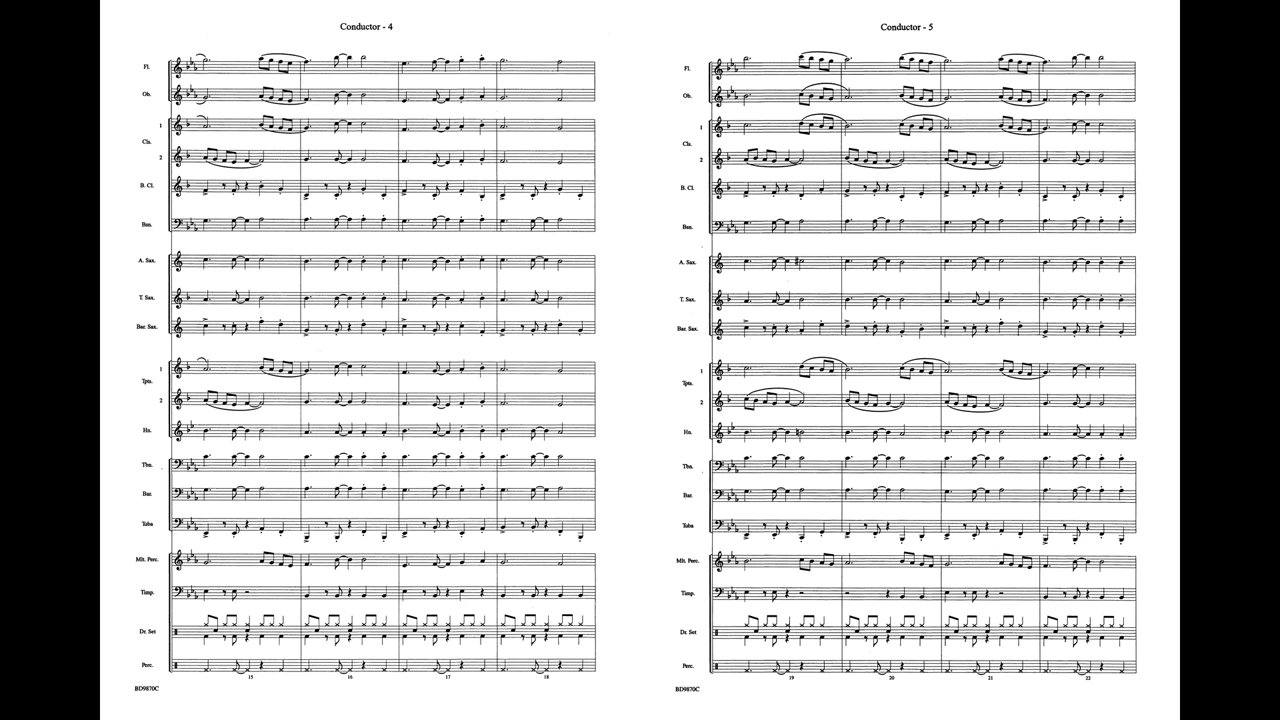 Conductor - 4
Fl.
Ob.
1
Cls.
2
B. Cl.
Bsn.
A. Sax.
T. Sax.
Bar. Sax.
1
Tpts.
2
Hn.
Tbn.
Bar.
Tuba
Mlt. Perc.
Timp.
Dr. Set
Perc.
15 16 17 18
BD9870C
Conductor - 5
Fl.
Ob.
1
Cls.
2
B. Cl.
Bsn.
A. Sax.
T. Sax.
Bar. Sax.
1
Tpts.
2
Hn.
Tbn.
Bar.
Tuba
Mlt. Perc.
Timp.
Dr. Set
Perc.
19 20 21 22
BD9870C